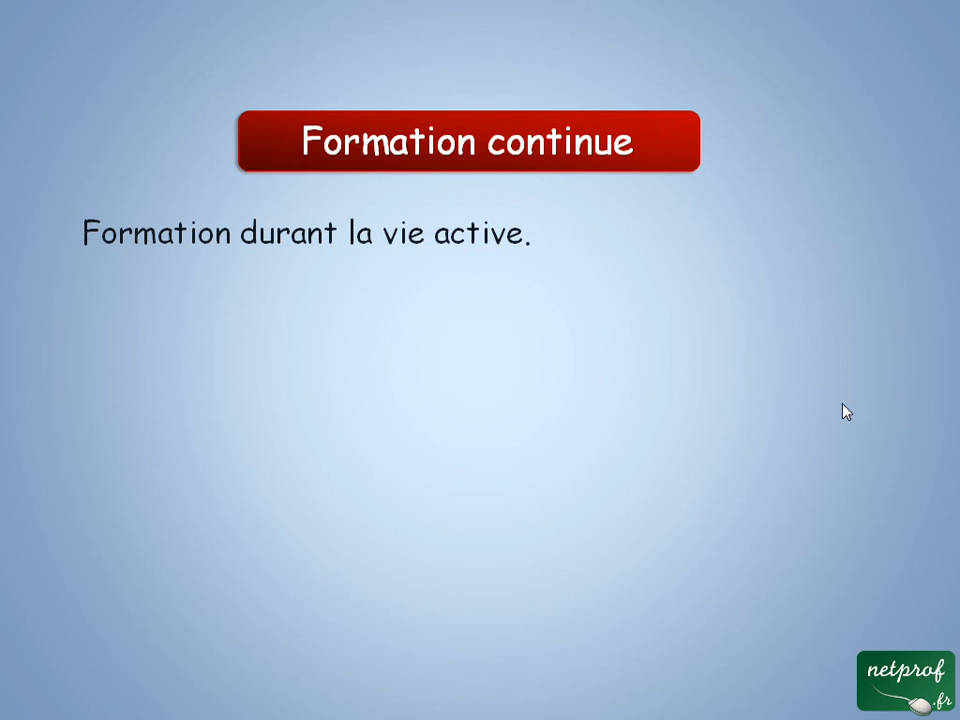 Formation continue
Formation durant la vie active.
netprof
.fr